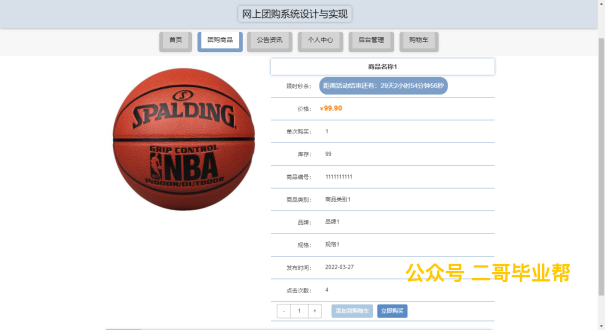 网上团购系统设计与实现
首页 团购商品 公告资讯 个人中心 后台管理 购物车
商品名称1
限时秒杀: 距离活动结束还有: 29天2小时54分钟56秒
价格: ¥99.90
单次购买: 1
库存: 99
商品编号: 1111111111
商品类别: 商品类别1
品牌: 品牌1
规格: 规格1
发布时间: 2022-03-27
点击次数: 4
- 1 + 添加到购物车 立即购买
SPALDING
GRIP CONTROL
NBA
INDOOR/OUTDOOR
公众号 二哥毕业帮